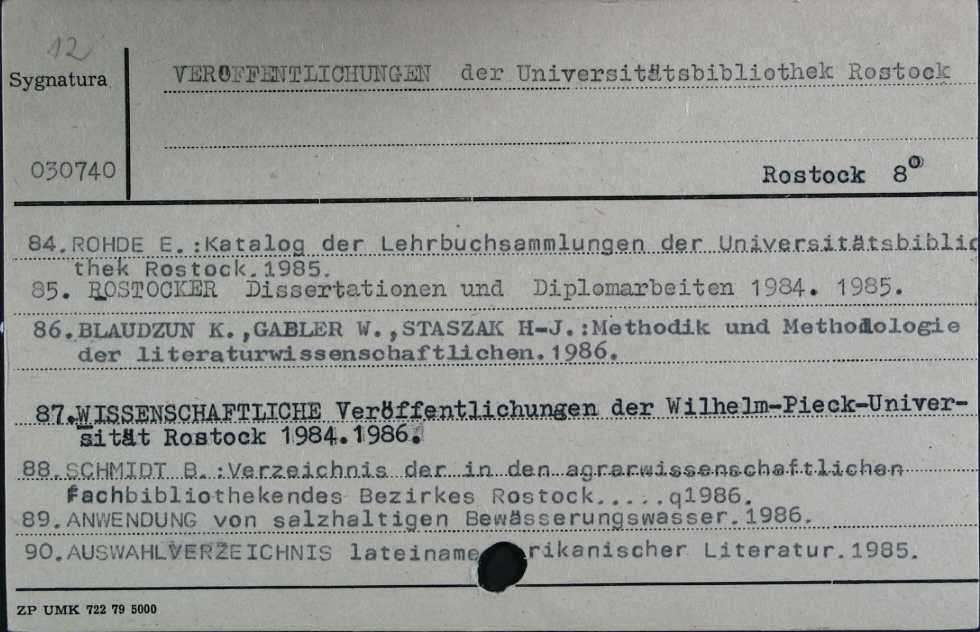 12
Sygnatura
VERÖFFENTLICHUNGEN der Universitätsbibliothek Rostock
030740
Rostock 8⁰
84.ROHDE E.:Katalog der Lehrbuchsammlungen der Universitätsbiblio
thek Rostock.1985.
85. ROSTOCKER Dissertationen und Diplomarbeiten 1984. 1985.
86.BLAUDZUN K.,GABLER W.,STASZAK H-J.:Methodik und Methodologie
der literaturwissenschaftlichen.1986.
87.WISSENSCHAFTLICHE Veröffentlichungen der Wilhelm-Pieck-Univer-
sität Rostock 1984.1986.
88.SCHMIDT B.:Verzeichnis der in den agrarwissenschaftlichen
Fachbibliothekendes Bezirkes Rostock.....q1986.
89.ANWENDUNG von salzhaltigen Bewässerungswasser.1986.
90.AUSWAHLVERZEICHNIS lateiname rikanischer Literatur.1985.
ZP UMK 722 79 5000